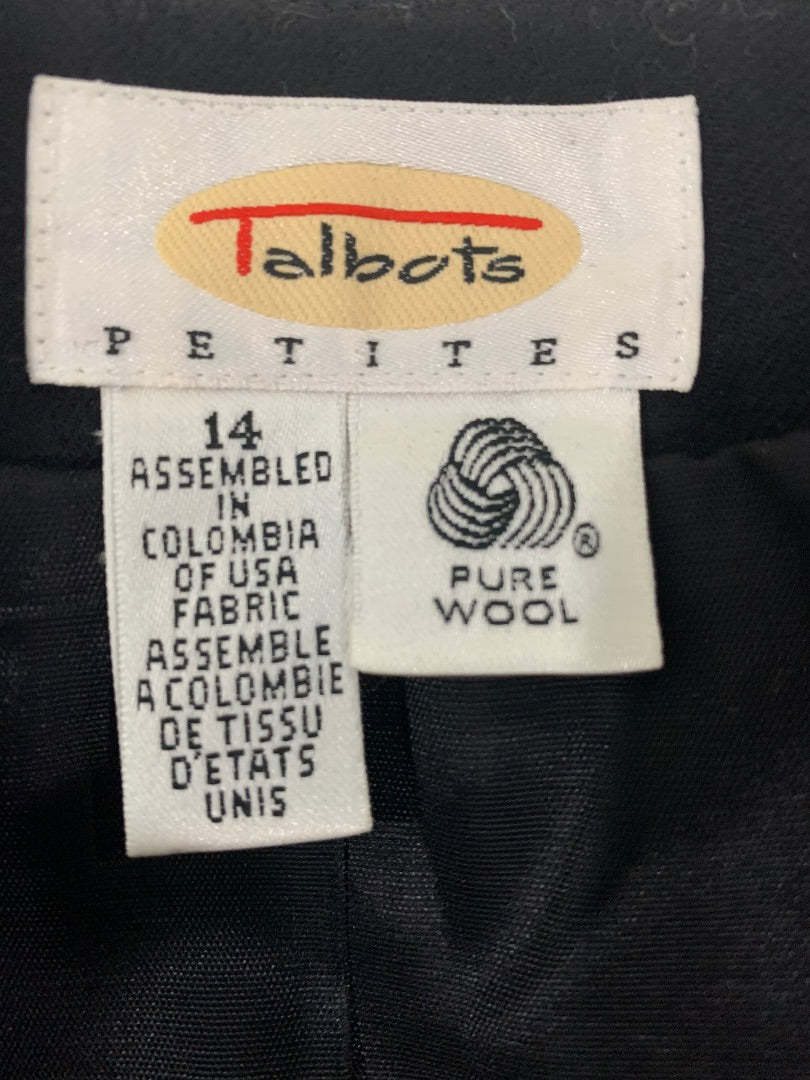 Talbots
PETITES
14
ASSEMBLED
IN
COLOMBIA
OF USA
FABRIC
ASSEMBLE
A COLOMBIE
DE TISSU
D'ETATS
UNIS
®
PURE
WOOL